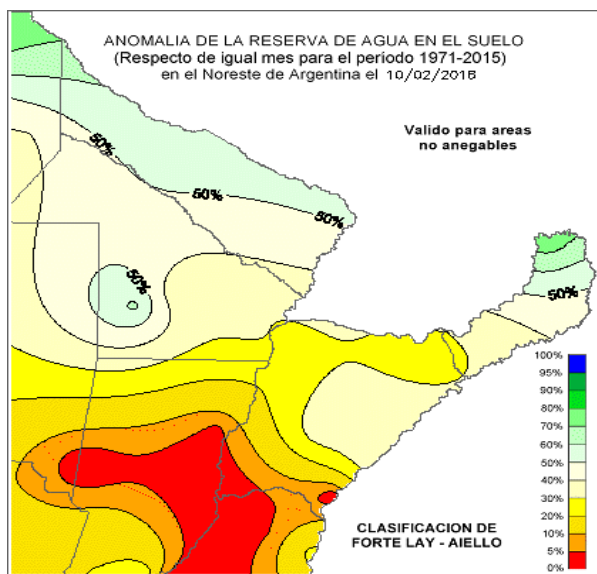 ANOMALIA DE LA RESERVA DE AGUA EN EL SUELO
(Respecto de igual mes para el período 1971-2015)
en el Noreste de Argentina el 10/02/2018
Valido para areas
no anegables
50%
50%
50%
50%
50%
100%
95%
90%
80%
70%
60%
50%
40%
30%
20%
10%
5%
0%
CLASIFICACION DE
FORTE LAY - AIELLO